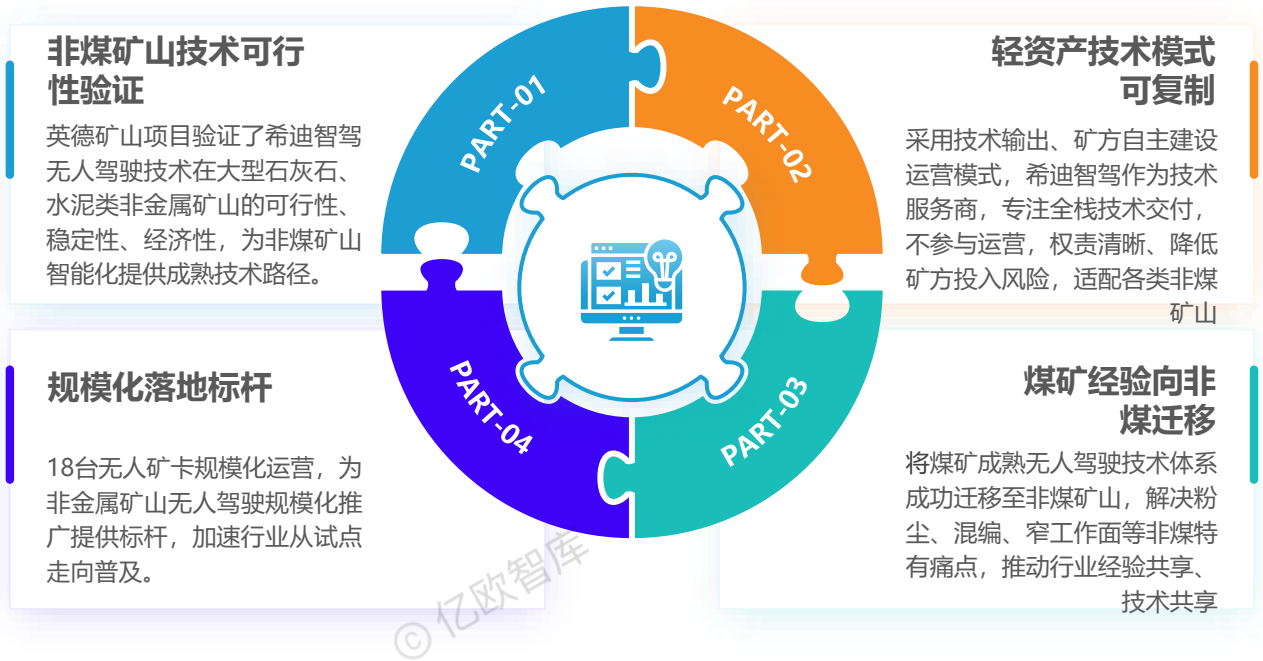 非煤矿山技术可行
性验证
英德矿山项目验证了希迪智驾
无人驾驶技术在大型石灰石、
水泥类非金属矿山的可行性、
稳定性、经济性，为非煤矿山
智能化提供成熟技术路径。
PART-01
PART-02
轻资产技术模式
可复制
采用技术输出、矿方自主建设
运营模式，希迪智驾作为技术
服务商，专注全栈技术交付，
不参与运营，权责清晰、降低
矿方投入风险，适配各类非煤
矿山
规模化落地标杆
18台无人矿卡规模化运营，为
非金属矿山无人驾驶规模化推
广提供标杆，加速行业从试点
走向普及。
PART-04
PART-03
煤矿经验向非
煤迁移
将煤矿成熟无人驾驶技术体系
成功迁移至非煤矿山，解决粉
尘、混编、窄工作面等非煤特
有痛点，推动行业经验共享、
技术共享
© 亿欧智库